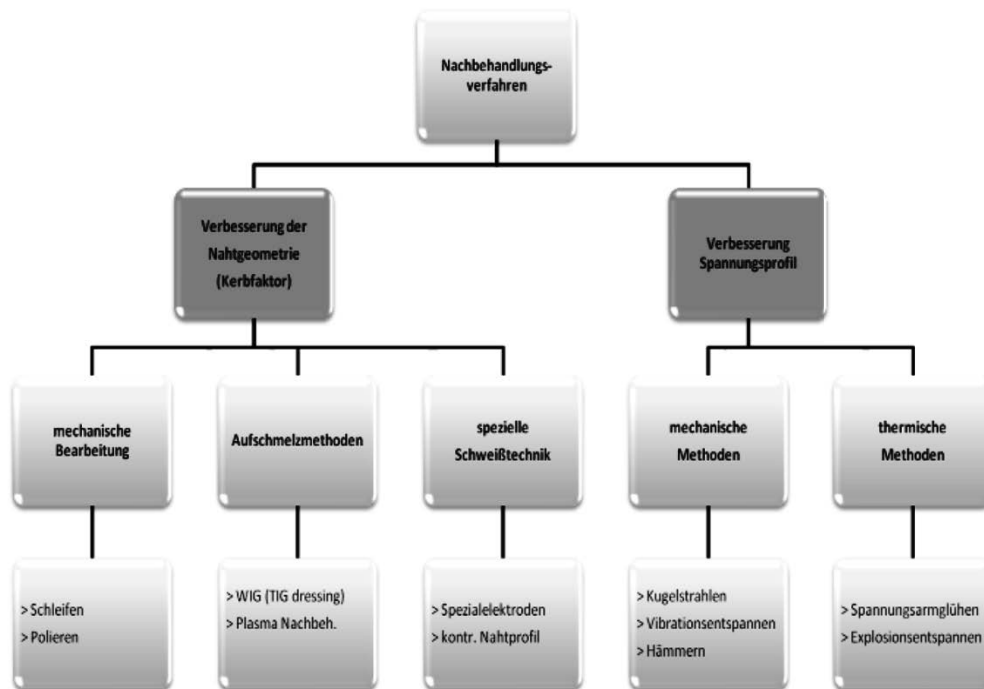 Nachbehandlungs-
verfahren
Verbesserung der
Nahtgeometrie
(Kerbfaktor)
Verbesserung
Spannungsprofil
mechanische
Bearbeitung
Aufschmelzmethoden
spezielle
Schweißtechnik
mechanische
Methoden
thermische
Methoden
> Schleifen
> Polieren
> WIG (TIG dressing)
> Plasma Nachbeh.
> Spezialelektroden
> kontr. Nahtprofil
> Kugelstrahlen
> Vibrationsentspannen
> Hämmern
> Spannungsarmglühen
> Explosionsentspannen